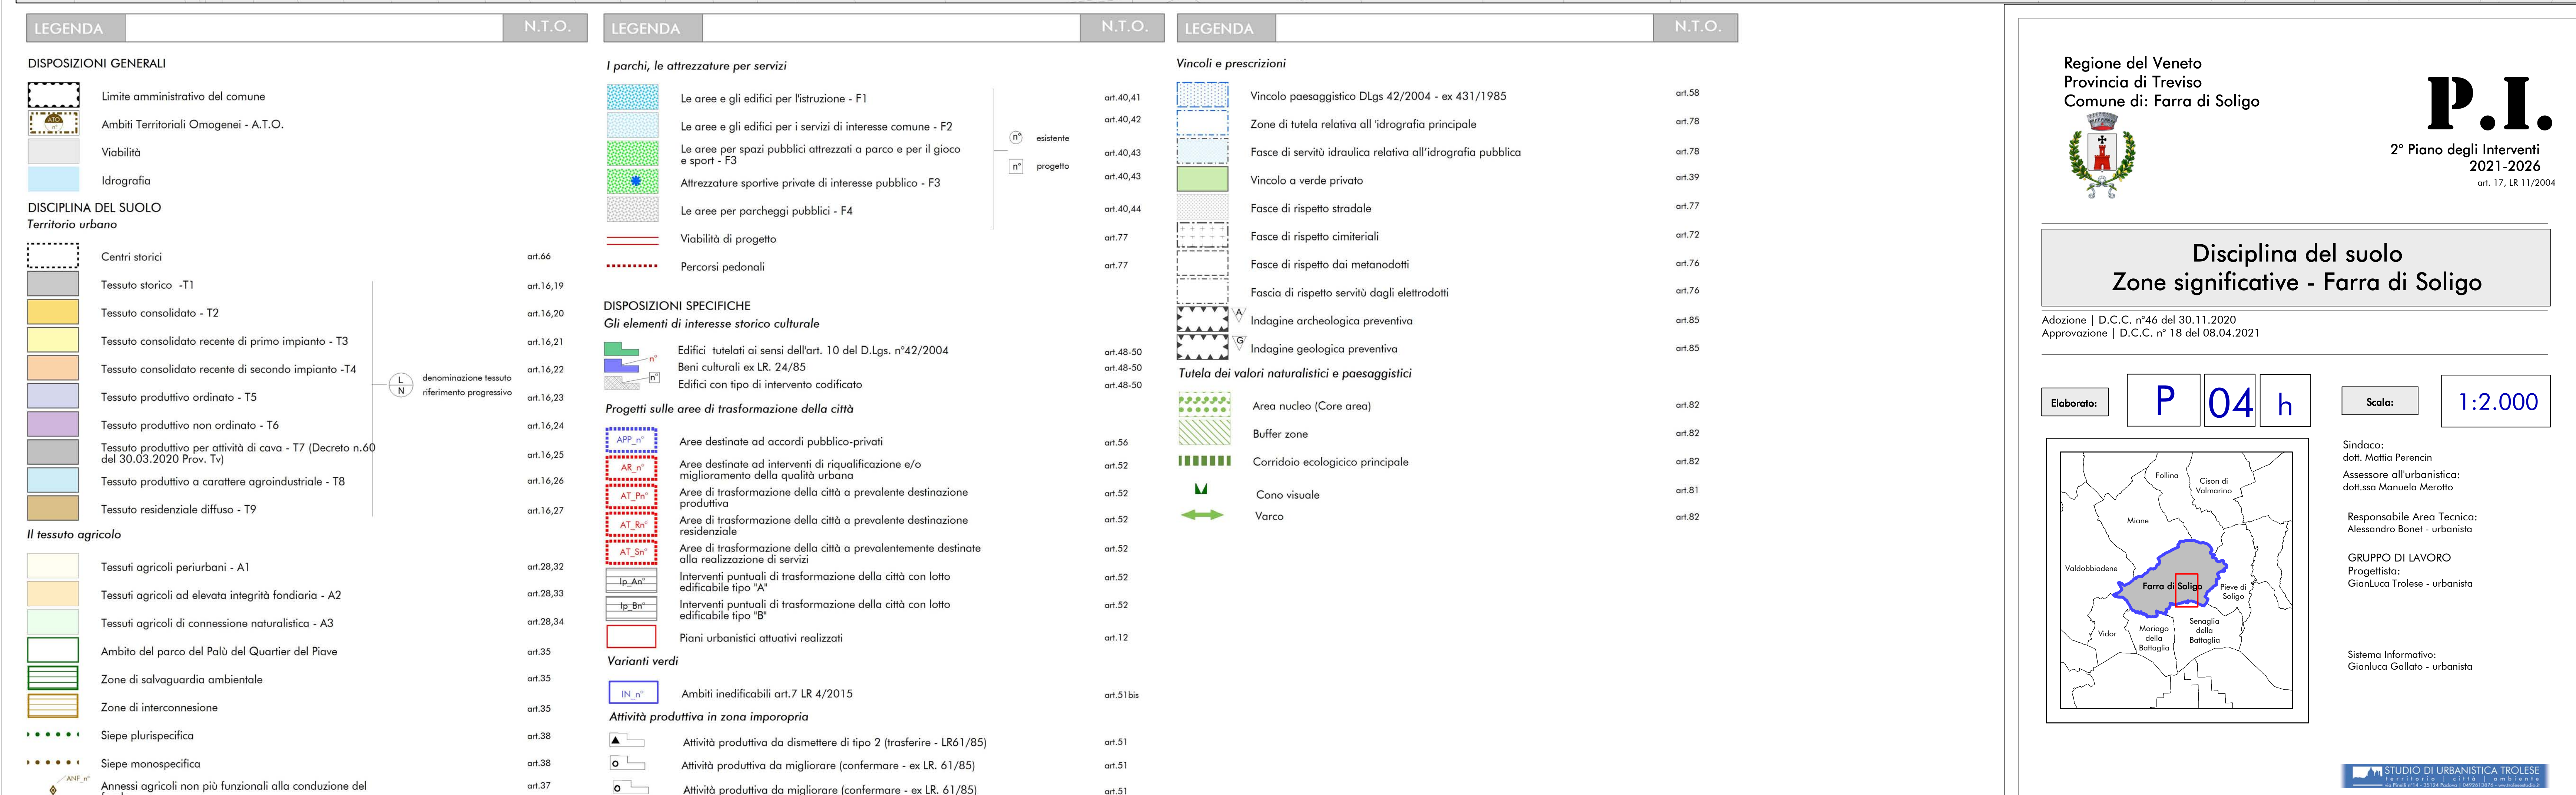 LEGENDA N.T.O.
DISPOSIZIONI GENERALI
Limite amministrativo del comune
ATO
Ambiti Territoriali Omogenei - A.T.O.
Viabilità
Idrografia
DISCIPLINA DEL SUOLO
Territorio urbano
Centri storici art.66
Tessuto storico -T1 art.16,19
Tessuto consolidato - T2 art.16,20
Tessuto consolidato recente di primo impianto - T3 art.16,21
Tessuto consolidato recente di secondo impianto -T4 art.16,22
L
N
denominazione tessuto
riferimento progressivo
Tessuto produttivo ordinato - T5 art.16,23
Tessuto produttivo non ordinato - T6 art.16,24
Tessuto produttivo per attività di cava - T7 (Decreto n.60
del 30.03.2020 Prov. Tv) art.16,25
Tessuto produttivo a carattere agroindustriale - T8 art.16,26
Tessuto residenziale diffuso - T9 art.16,27
Il tessuto agricolo
Tessuti agricoli periurbani - A1 art.28,32
Tessuti agricoli ad elevata integrità fondiaria - A2 art.28,33
Tessuti agricoli di connessione naturalistica - A3 art.28,34
Ambito del parco del Palù del Quartier del Piave art.35
Zone di salvaguardia ambientale art.35
Zone di interconnesione art.35
Siepe plurispecifica art.38
Siepe monospecifica art.38
ANF_n°
Annessi agricoli non più funzionali alla conduzione del art.37
LEGENDA N.T.O.
I parchi, le attrezzature per servizi
Le aree e gli edifici per l'istruzione - F1 art.40,41
Le aree e gli edifici per i servizi di interesse comune - F2 art.40,42
Le aree per spazi pubblici attrezzati a parco e per il gioco
e sport - F3 art.40,43
Attrezzature sportive private di interesse pubblico - F3 art.40,43
Le aree per parcheggi pubblici - F4 art.40,44
n° esistente
n° progetto
Viabilità di progetto art.77
Percorsi pedonali art.77
DISPOSIZIONI SPECIFICHE
Gli elementi di interesse storico culturale
Edifici tutelati ai sensi dell'art. 10 del D.Lgs. n°42/2004 art.48-50
n°
Beni culturali ex LR. 24/85 art.48-50
n°
Edifici con tipo di intervento codificato art.48-50
Progetti sulle aree di trasformazione della città
APP_n° Aree destinate ad accordi pubblico-privati art.56
AR_n° Aree destinate ad interventi di riqualificazione e/o
miglioramento della qualità urbana art.52
AT_Pn° Aree di trasformazione della città a prevalente destinazione
produttiva art.52
AT_Rn° Aree di trasformazione della città a prevalente destinazione
residenziale art.52
AT_Sn° Aree di trasformazione della città a prevalentemente destinate
alla realizzazione di servizi art.52
Ip_An° Interventi puntuali di trasformazione della città con lotto
edificabile tipo "A" art.52
Ip_Bn° Interventi puntuali di trasformazione della città con lotto
edificabile tipo "B" art.52
Piani urbanistici attuativi realizzati art.12
Varianti verdi
IN_n° Ambiti inedificabili art.7 LR 4/2015 art.51bis
Attività produttiva in zona imporopria
Attività produttiva da dismettere di tipo 2 (trasferire - LR61/85) art.51
Attività produttiva da migliorare (confermare - ex LR. 61/85) art.51
Attività produttiva da migliorare (confermare - ex LR. 61/85) art.51
LEGENDA N.T.O.
Vincoli e prescrizioni
Vincolo paesaggistico DLgs 42/2004 - ex 431/1985 art.58
Zone di tutela relativa all 'idrografia principale art.78
Fasce di servitù idraulica relativa all'idrografia pubblica art.78
Vincolo a verde privato art.39
Fasce di rispetto stradale art.77
Fasce di rispetto cimiteriali art.72
Fasce di rispetto dai metanodotti art.76
Fascia di rispetto servitù dagli elettrodotti art.76
A
Indagine archeologica preventiva art.85
G
Indagine geologica preventiva art.85
Tutela dei valori naturalistici e paesaggistici
Area nucleo (Core area) art.82
Buffer zone art.82
Corridoio ecologicico principale art.82
Cono visuale art.81
Varco art.82
Regione del Veneto
Provincia di Treviso
Comune di: Farra di Soligo
P.I.
2° Piano degli Interventi
2021-2026
art. 17, LR 11/2004
Disciplina del suolo
Zone significative - Farra di Soligo
Adozione | D.C.C. n°46 del 30.11.2020
Approvazione | D.C.C. n° 18 del 08.04.2021
Elaborato: P 04 h
Scala: 1:2.000
Follina
Cison di
Valmarino
Miane
Valdobbiadene
Farra di Soligo
Pieve di
Soligo
Vidor
Moriago
della
Battaglia
Senaglia
della
Battaglia
Sindaco:
dott. Mattia Perencin
Assessore all'urbanistica:
dott.ssa Manuela Merotto
Responsabile Area Tecnica:
Alessandro Bonet - urbanista
GRUPPO DI LAVORO
Progettista:
GianLuca Trolese - urbanista
Sistema Informativo:
Gianluca Gallato - urbanista
STUDIO DI URBANISTICA TROLESE
territorio | città | ambiente